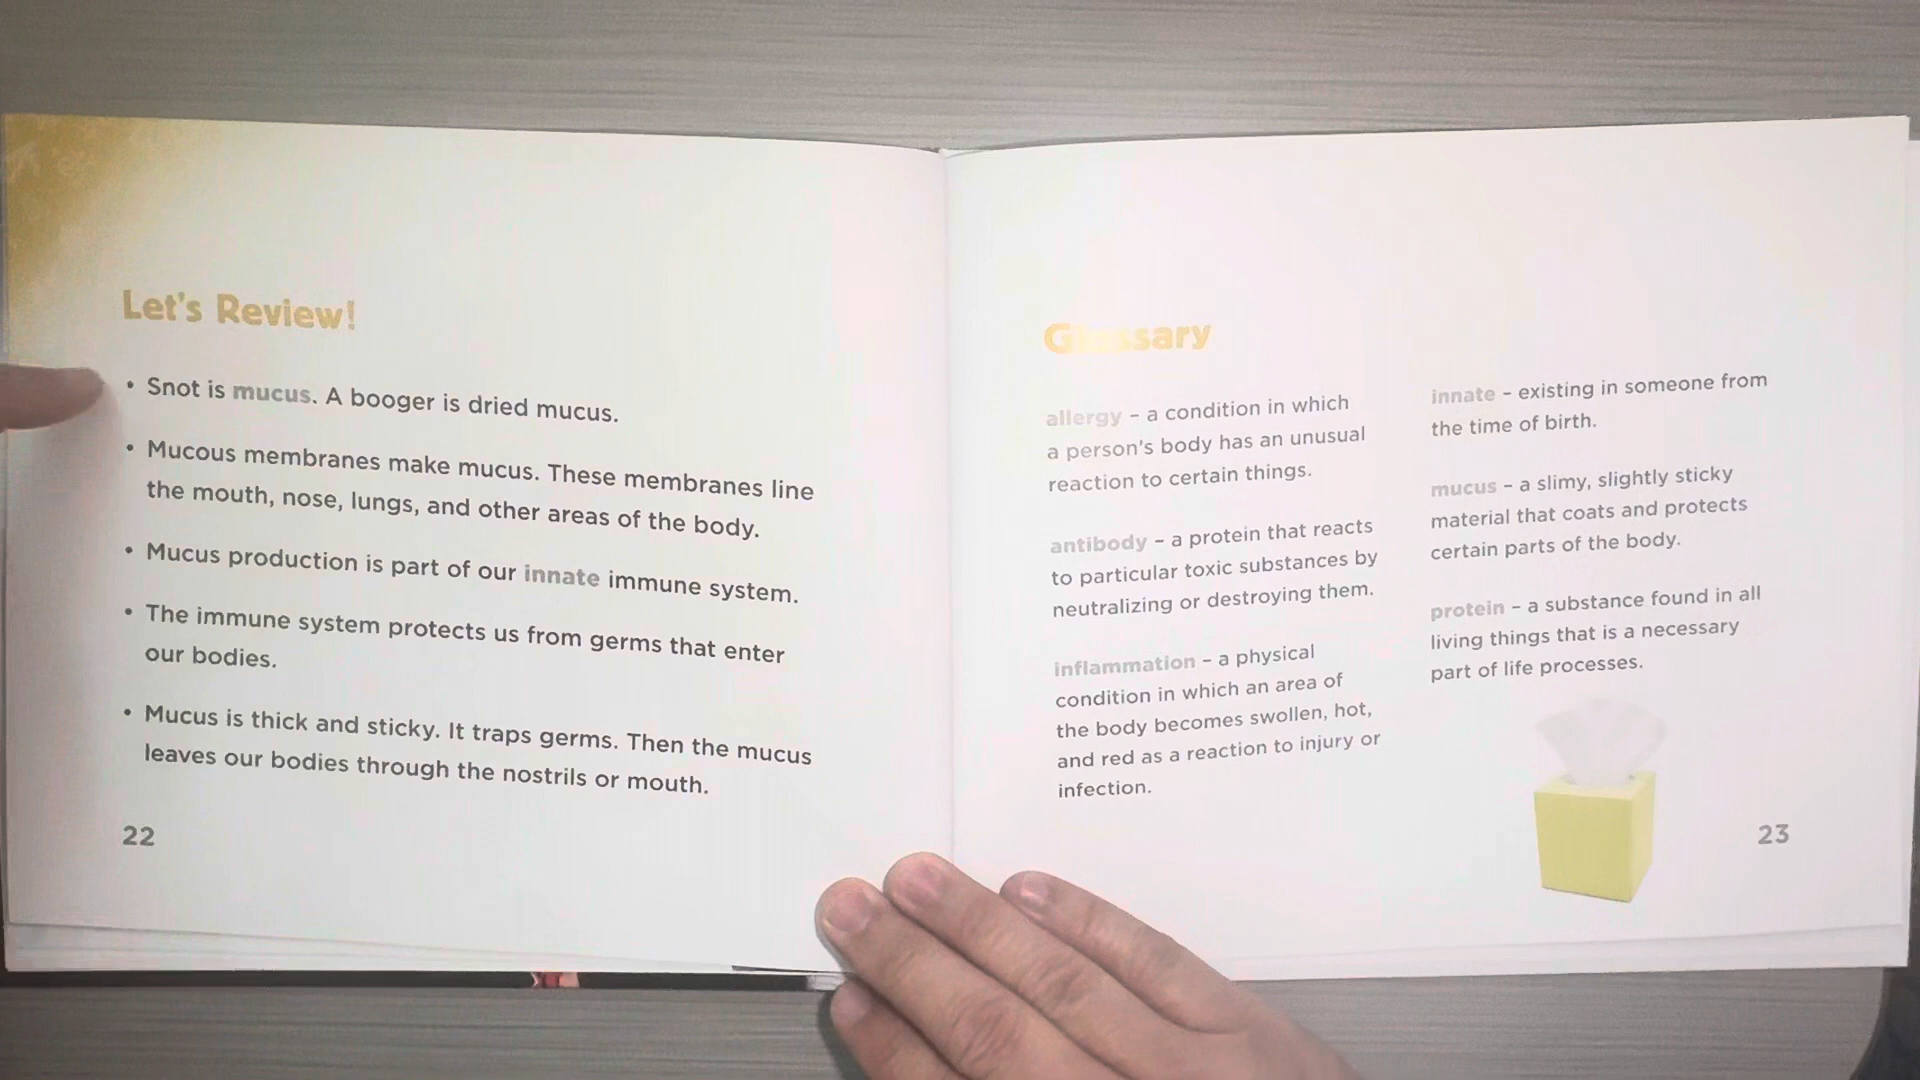 Let's Review!
• Snot is mucus. A booger is dried mucus.
• Mucous membranes make mucus. These membranes line
the mouth, nose, lungs, and other areas of the body.
• Mucus production is part of our innate immune system.
• The immune system protects us from germs that enter
our bodies.
• Mucus is thick and sticky. It traps germs. Then the mucus
leaves our bodies through the nostrils or mouth.
22
Glossary
allergy – a condition in which
a person's body has an unusual
reaction to certain things.
antibody – a protein that reacts
to particular toxic substances by
neutralizing or destroying them.
inflammation – a physical
condition in which an area of
the body becomes swollen, hot,
and red as a reaction to injury or
infection.
innate – existing in someone from
the time of birth.
mucus – a slimy, slightly sticky
material that coats and protects
certain parts of the body.
protein – a substance found in all
living things that is a necessary
part of life processes.
23